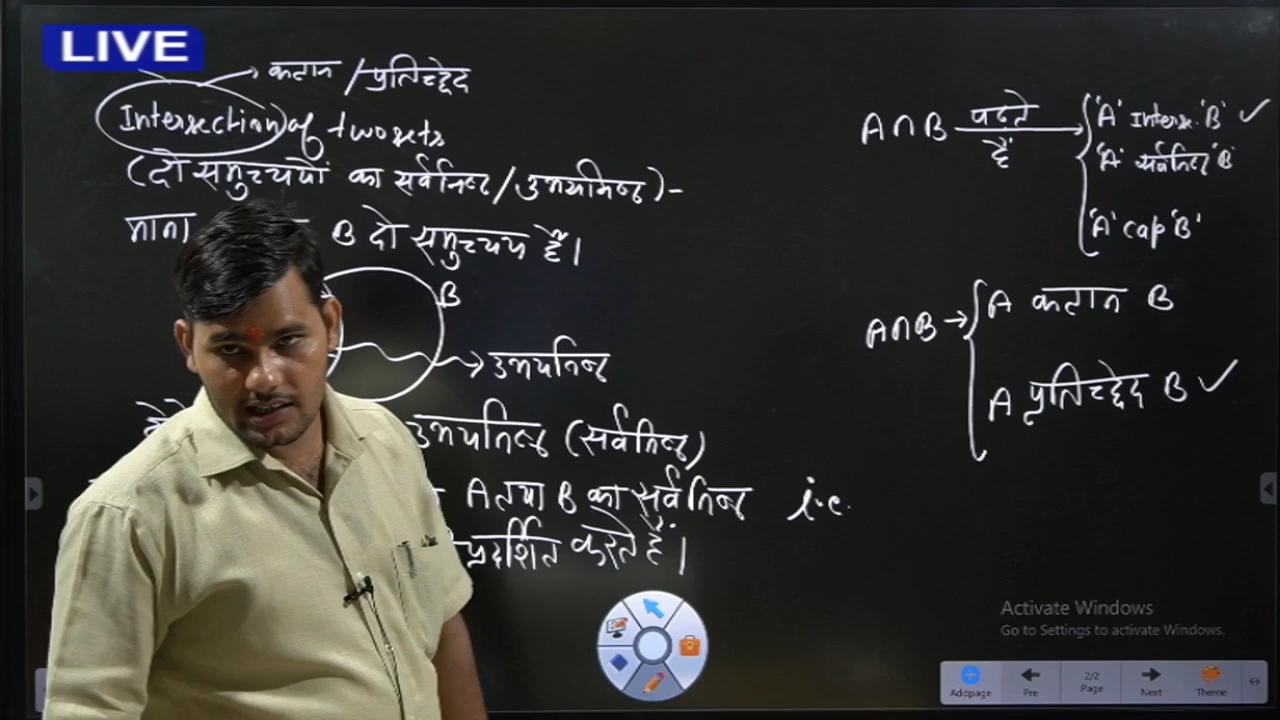 LIVE
कटान / प्रतिच्छेद
Intersection of two sets
(दो समुच्चयों का सर्वनिष्ठ / उभयनिष्ठ) -
माना B दो समुच्चय हैं।
B
→ उभयनिष्ठ
उभयनिष्ठ (सर्वनिष्ठ)
A तथा B का सर्वनिष्ठ i.e.
प्रदर्शित करते हैं।
A∩B पढ़ते हैं → 'A' Interse. 'B' ✓
'A' सर्वनिष्ठ 'B'
'A' cap 'B'
A∩B → A कटान B
A प्रतिच्छेद B ✓
Activate Windows
Go to Settings to activate Windows.
Addpage Pre 2/2 Page Next Theme